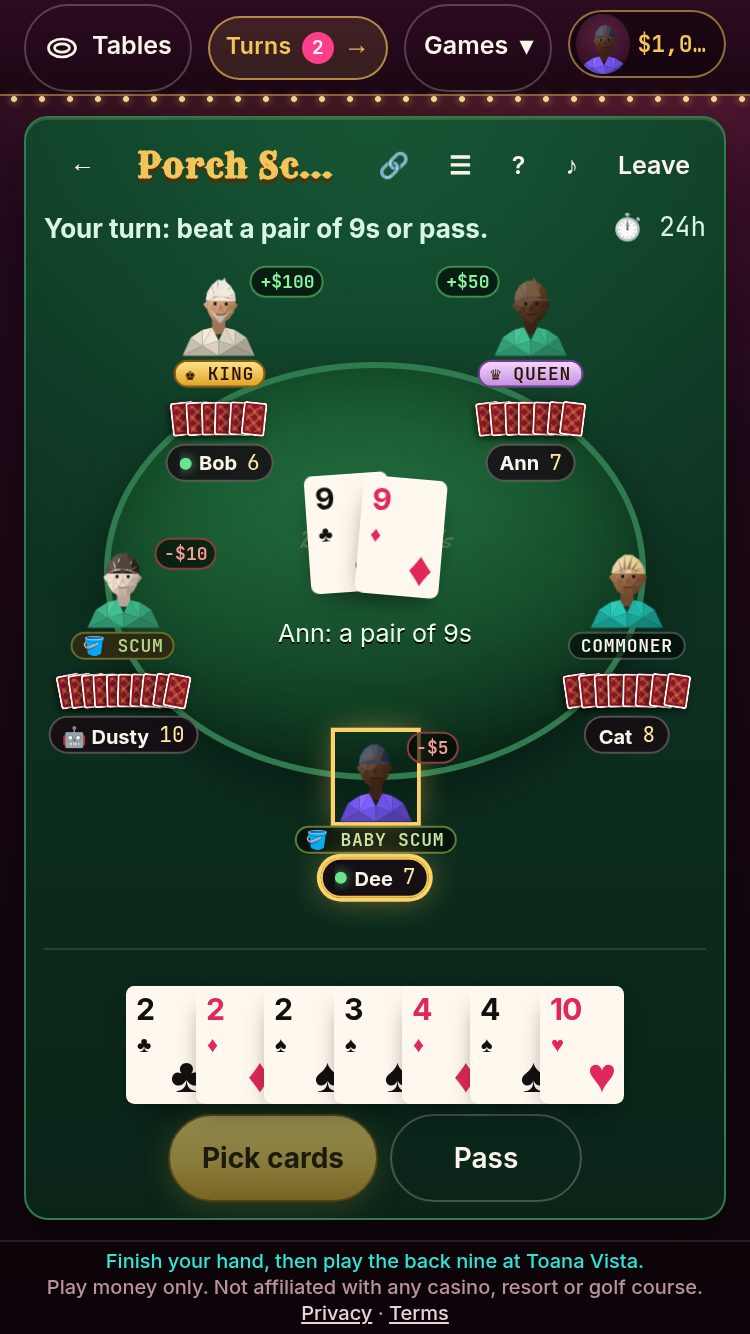 Tables
Turns 2 →
Games ▼
$1,0…
← Porch Sc... ☰ ? ♪ Leave
Your turn: beat a pair of 9s or pass. 24h
+$100
+$50
KING
QUEEN
Bob 6
Ann 7
9 9
-$10
SCUM
COMMONER
Ann: a pair of 9s
Dusty 10
Cat 8
-$5
BABY SCUM
Dee 7
2 2 2 3 4 4 10
Pick cards
Pass
Finish your hand, then play the back nine at Toana Vista.
Play money only. Not affiliated with any casino, resort or golf course.
Privacy · Terms